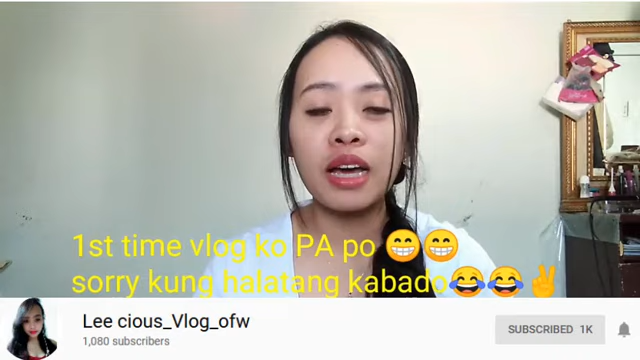 1st time vlog ko PA po 😁😁
sorry kung halatang kabado😂😂✌
Lee cious_Vlog_ofw
1,080 subscribers
SUBSCRIBED 1K